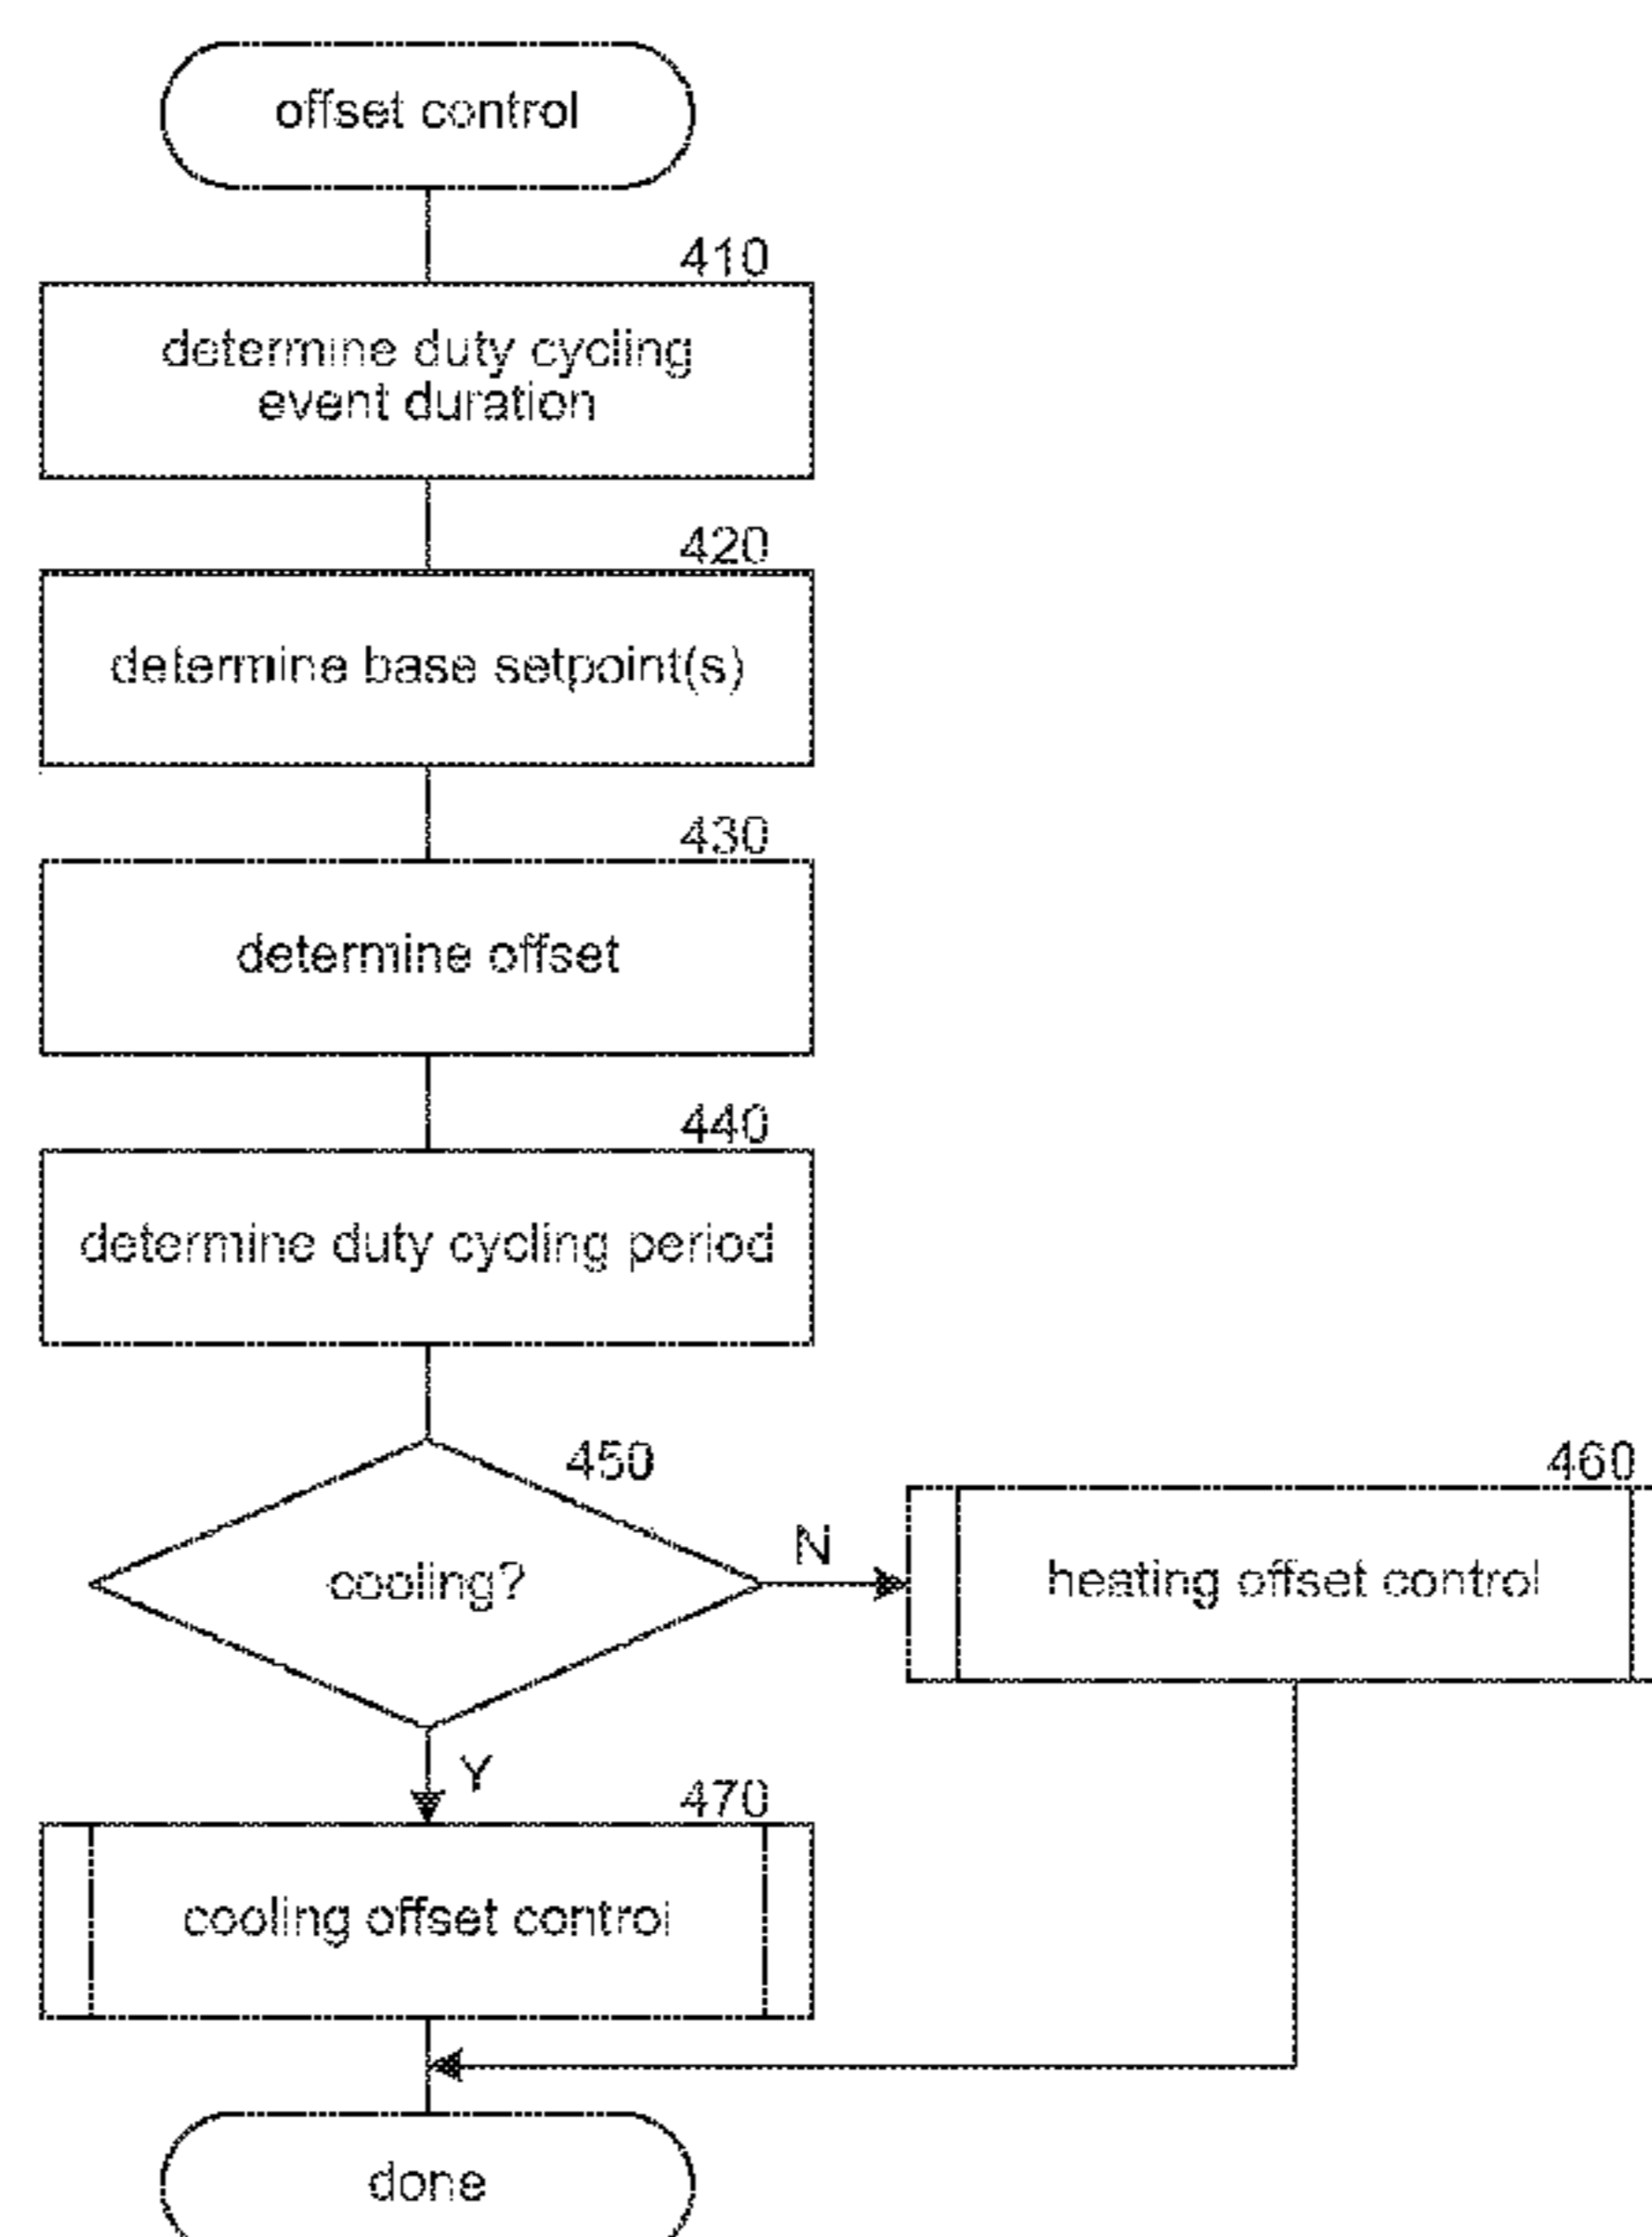 offset control
410
determine duty cycling
event duration
420
determine base setpoint(s)
430
determine offset
440
determine duty cycling period
450
cooling?
N
460
heating offset control
Y
470
cooling offset control
done